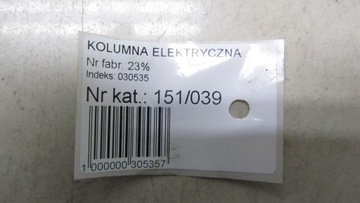 KOLUMNA ELEKTRYCZNA
Nr fabr. 23%
Indeks: 030535
Nr kat.: 151/039
1 000000 305357